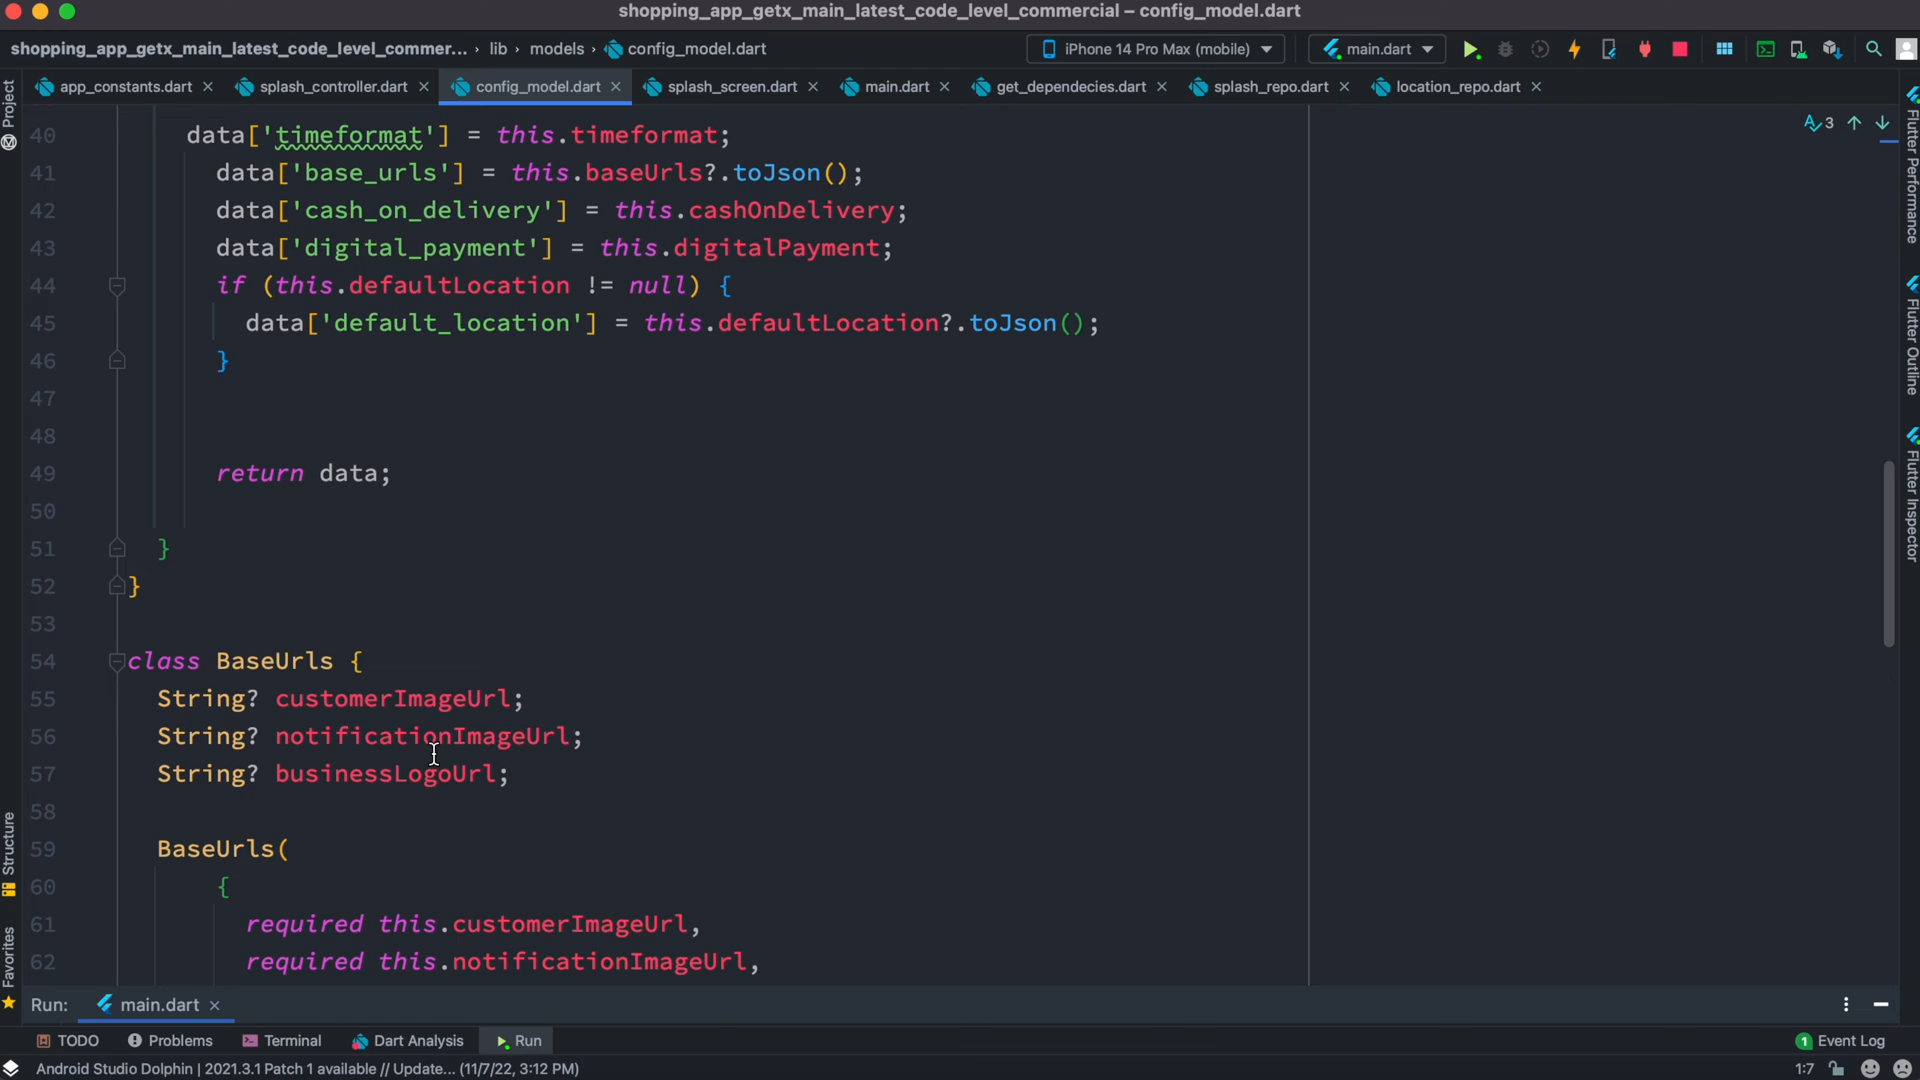 shopping_app_getx_main_latest_code_level_commercial – config_model.dart
shopping_app_getx_main_latest_code_level_commer... › lib › models › config_model.dart
iPhone 14 Pro Max (mobile)
main.dart
app_constants.dart
splash_controller.dart
config_model.dart
splash_screen.dart
main.dart
get_dependecies.dart
splash_repo.dart
location_repo.dart
Project
Structure
Favorites
3
40 data['timeformat'] = this.timeformat;
41 data['base_urls'] = this.baseUrls?.toJson();
42 data['cash_on_delivery'] = this.cashOnDelivery;
43 data['digital_payment'] = this.digitalPayment;
44 if (this.defaultLocation != null) {
45 data['default_location'] = this.defaultLocation?.toJson();
46 }
47
48
49 return data;
50
51 }
52 }
53
54 class BaseUrls {
55 String? customerImageUrl;
56 String? notificationImageUrl;
57 String? businessLogoUrl;
58
59 BaseUrls(
60 {
61 required this.customerImageUrl,
62 required this.notificationImageUrl,
Flutter Performance
Flutter Outline
Flutter Inspector
Run: main.dart
TODO
Problems
Terminal
Dart Analysis
Run
1 Event Log
Android Studio Dolphin | 2021.3.1 Patch 1 available // Update... (11/7/22, 3:12 PM)
1:7